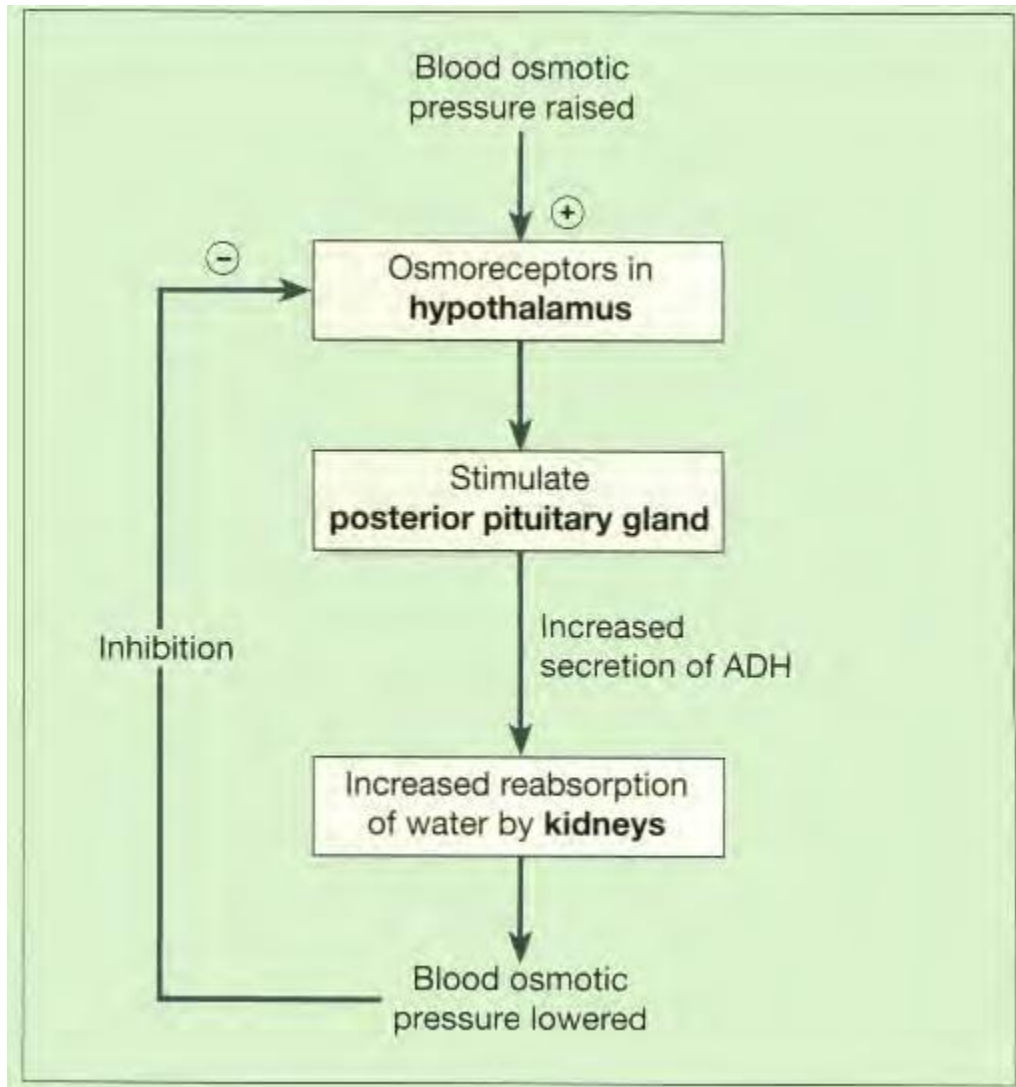 Blood osmotic
pressure raised
+
−
Osmoreceptors in
hypothalamus
Stimulate
posterior pituitary gland
Increased
secretion of ADH
Inhibition
Increased reabsorption
of water by kidneys
Blood osmotic
pressure lowered